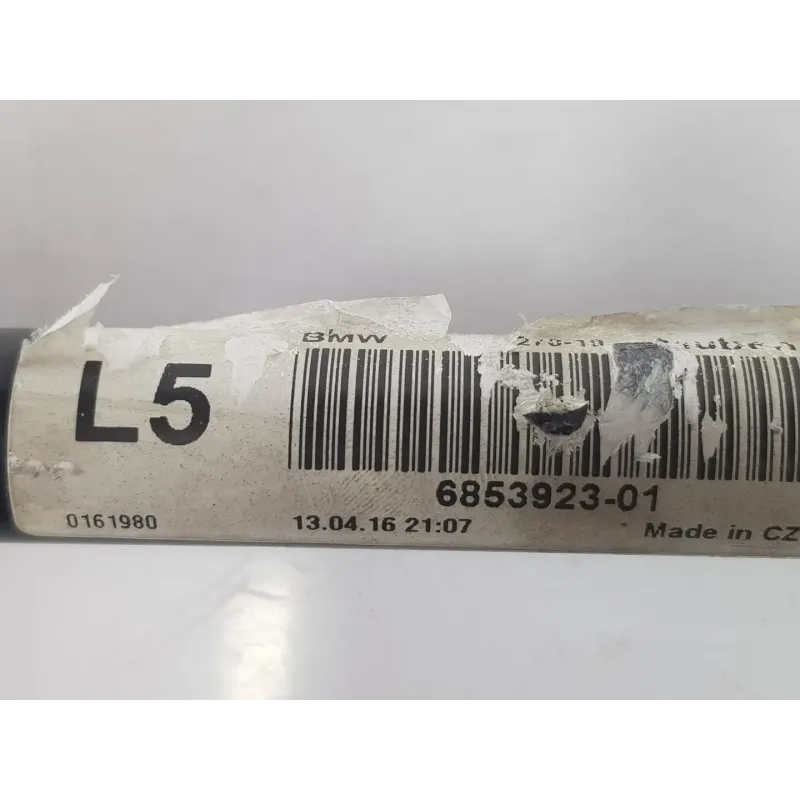 BMW
L5
6853923-01
0161980 13.04.16 21:07 Made in CZ